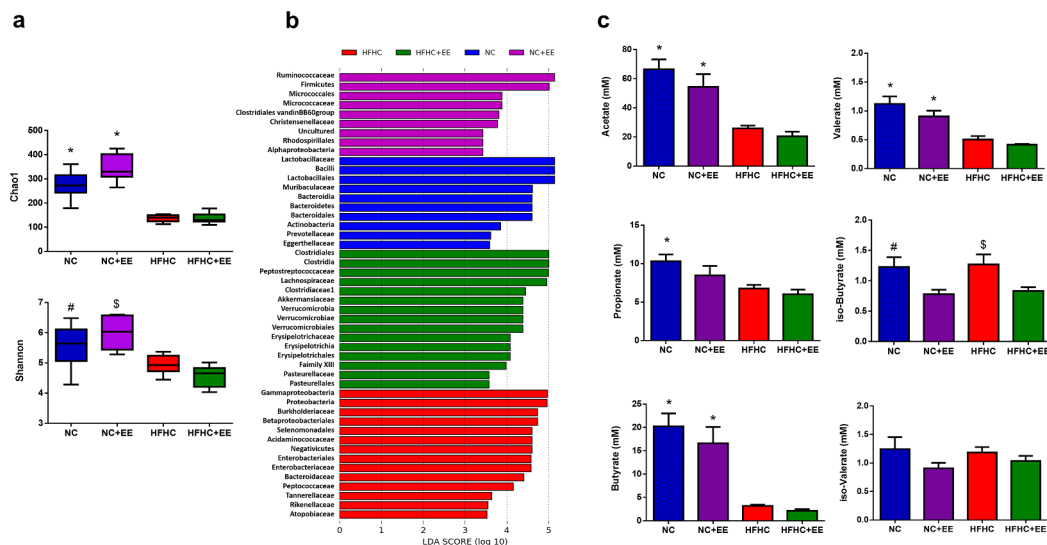 a
Chao1
500
400
300
200
100
0
*
*
NC
NC+EE
HFHC
HFHC+EE
Shannon
7
6
5
4
3
#
$
NC
NC+EE
HFHC
HFHC+EE
b
HFHC
HFHC+EE
NC
NC+EE
Ruminococcaceae
Firmicutes
Micrococcales
Micrococcaceae
Clostridiales vandinBB60group
Christensenellaceae
Uncultured
Rhodospirillales
Alphaproteobacteria
Lactobacillaceae
Bacilli
Lactobacillales
Muribaculaceae
Bacteroidia
Bacteroidetes
Bacteroidales
Actinobacteria
Prevotellaceae
Eggerthellaceae
Clostridiales
Clostridia
Peptostreptococcaceae
Lachnospiraceae
Clostridiaceae1
Akkermansiaceae
Verrucomicrobia
Verrucomicrobiae
Verrucomicrobiales
Erysipelotrichaceae
Erysipelotrichia
Erysipelotrichales
Faimily XIII
Pasteurellaceae
Pasteurellales
Gammaproteobacteria
Proteobacteria
Burkholderiaceae
Betaproteobacteriales
Selenomonadales
Acidaminococcaceae
Negativicutes
Enterobacteriales
Enterobacteriaceae
Bacteroidaceae
Peptococcaceae
Tannerellaceae
Rikenellaceae
Atopobiaceae
0 1 2 3 4 5
LDA SCORE (log 10)
c
Acetate (mM)
80
60
40
20
0
*
*
NC
NC+EE
HFHC
HFHC+EE
Valerate (mM)
2.0
1.5
1.0
0.5
0.0
*
*
NC
NC+EE
HFHC
HFHC+EE
Propionate (mM)
15
10
5
0
*
NC
NC+EE
HFHC
HFHC+EE
iso-Butyrate (mM)
2.0
1.5
1.0
0.5
0.0
#
$
NC
NC+EE
HFHC
HFHC+EE
Butyrate (mM)
25
20
15
10
5
0
*
*
NC
NC+EE
HFHC
HFHC+EE
iso-Valerate (mM)
2.0
1.5
1.0
0.5
0.0
NC
NC+EE
HFHC
HFHC+EE